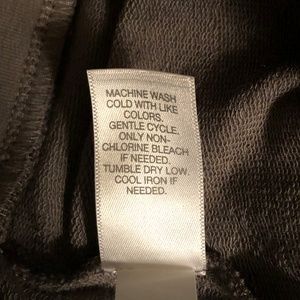 MACHINE WASH
COLD WITH LIKE
COLORS.
GENTLE CYCLE.
ONLY NON-
CHLORINE BLEACH
IF NEEDED.
TUMBLE DRY LOW.
COOL IRON IF
NEEDED.